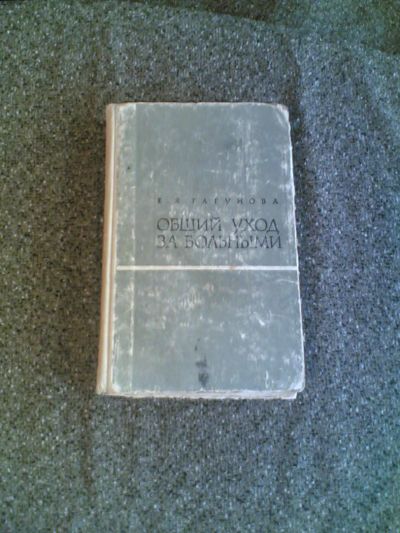 Е. Я. ГАГУНОВА
ОБЩИЙ УХОД
ЗА БОЛЬНЫМИ